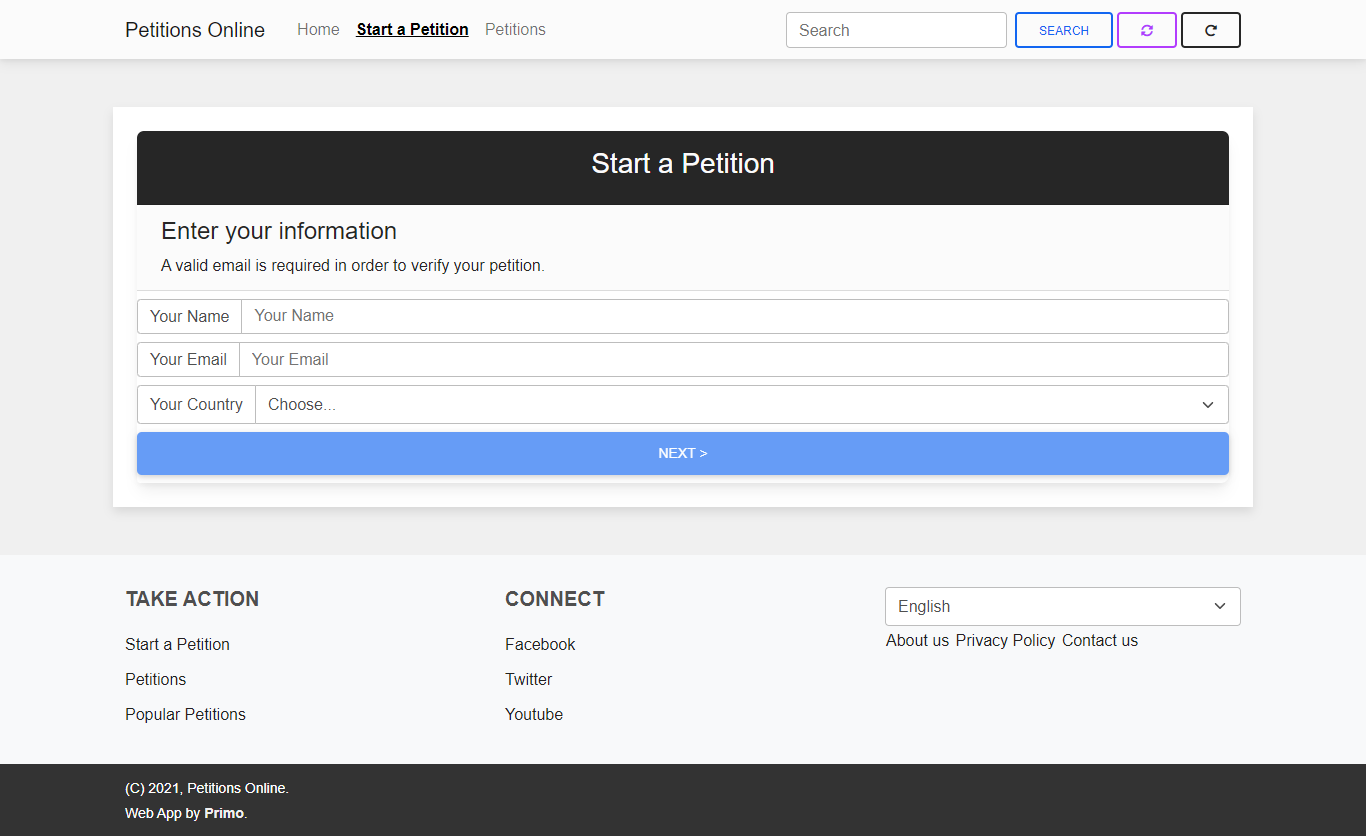 Petitions Online Home Start a Petition Petitions Search SEARCH
Start a Petition
Enter your information
A valid email is required in order to verify your petition.
Your Name Your Name
Your Email Your Email
Your Country Choose...
NEXT >
TAKE ACTION
Start a Petition
Petitions
Popular Petitions
CONNECT
Facebook
Twitter
Youtube
English
About us Privacy Policy Contact us
(C) 2021, Petitions Online.
Web App by Primo.